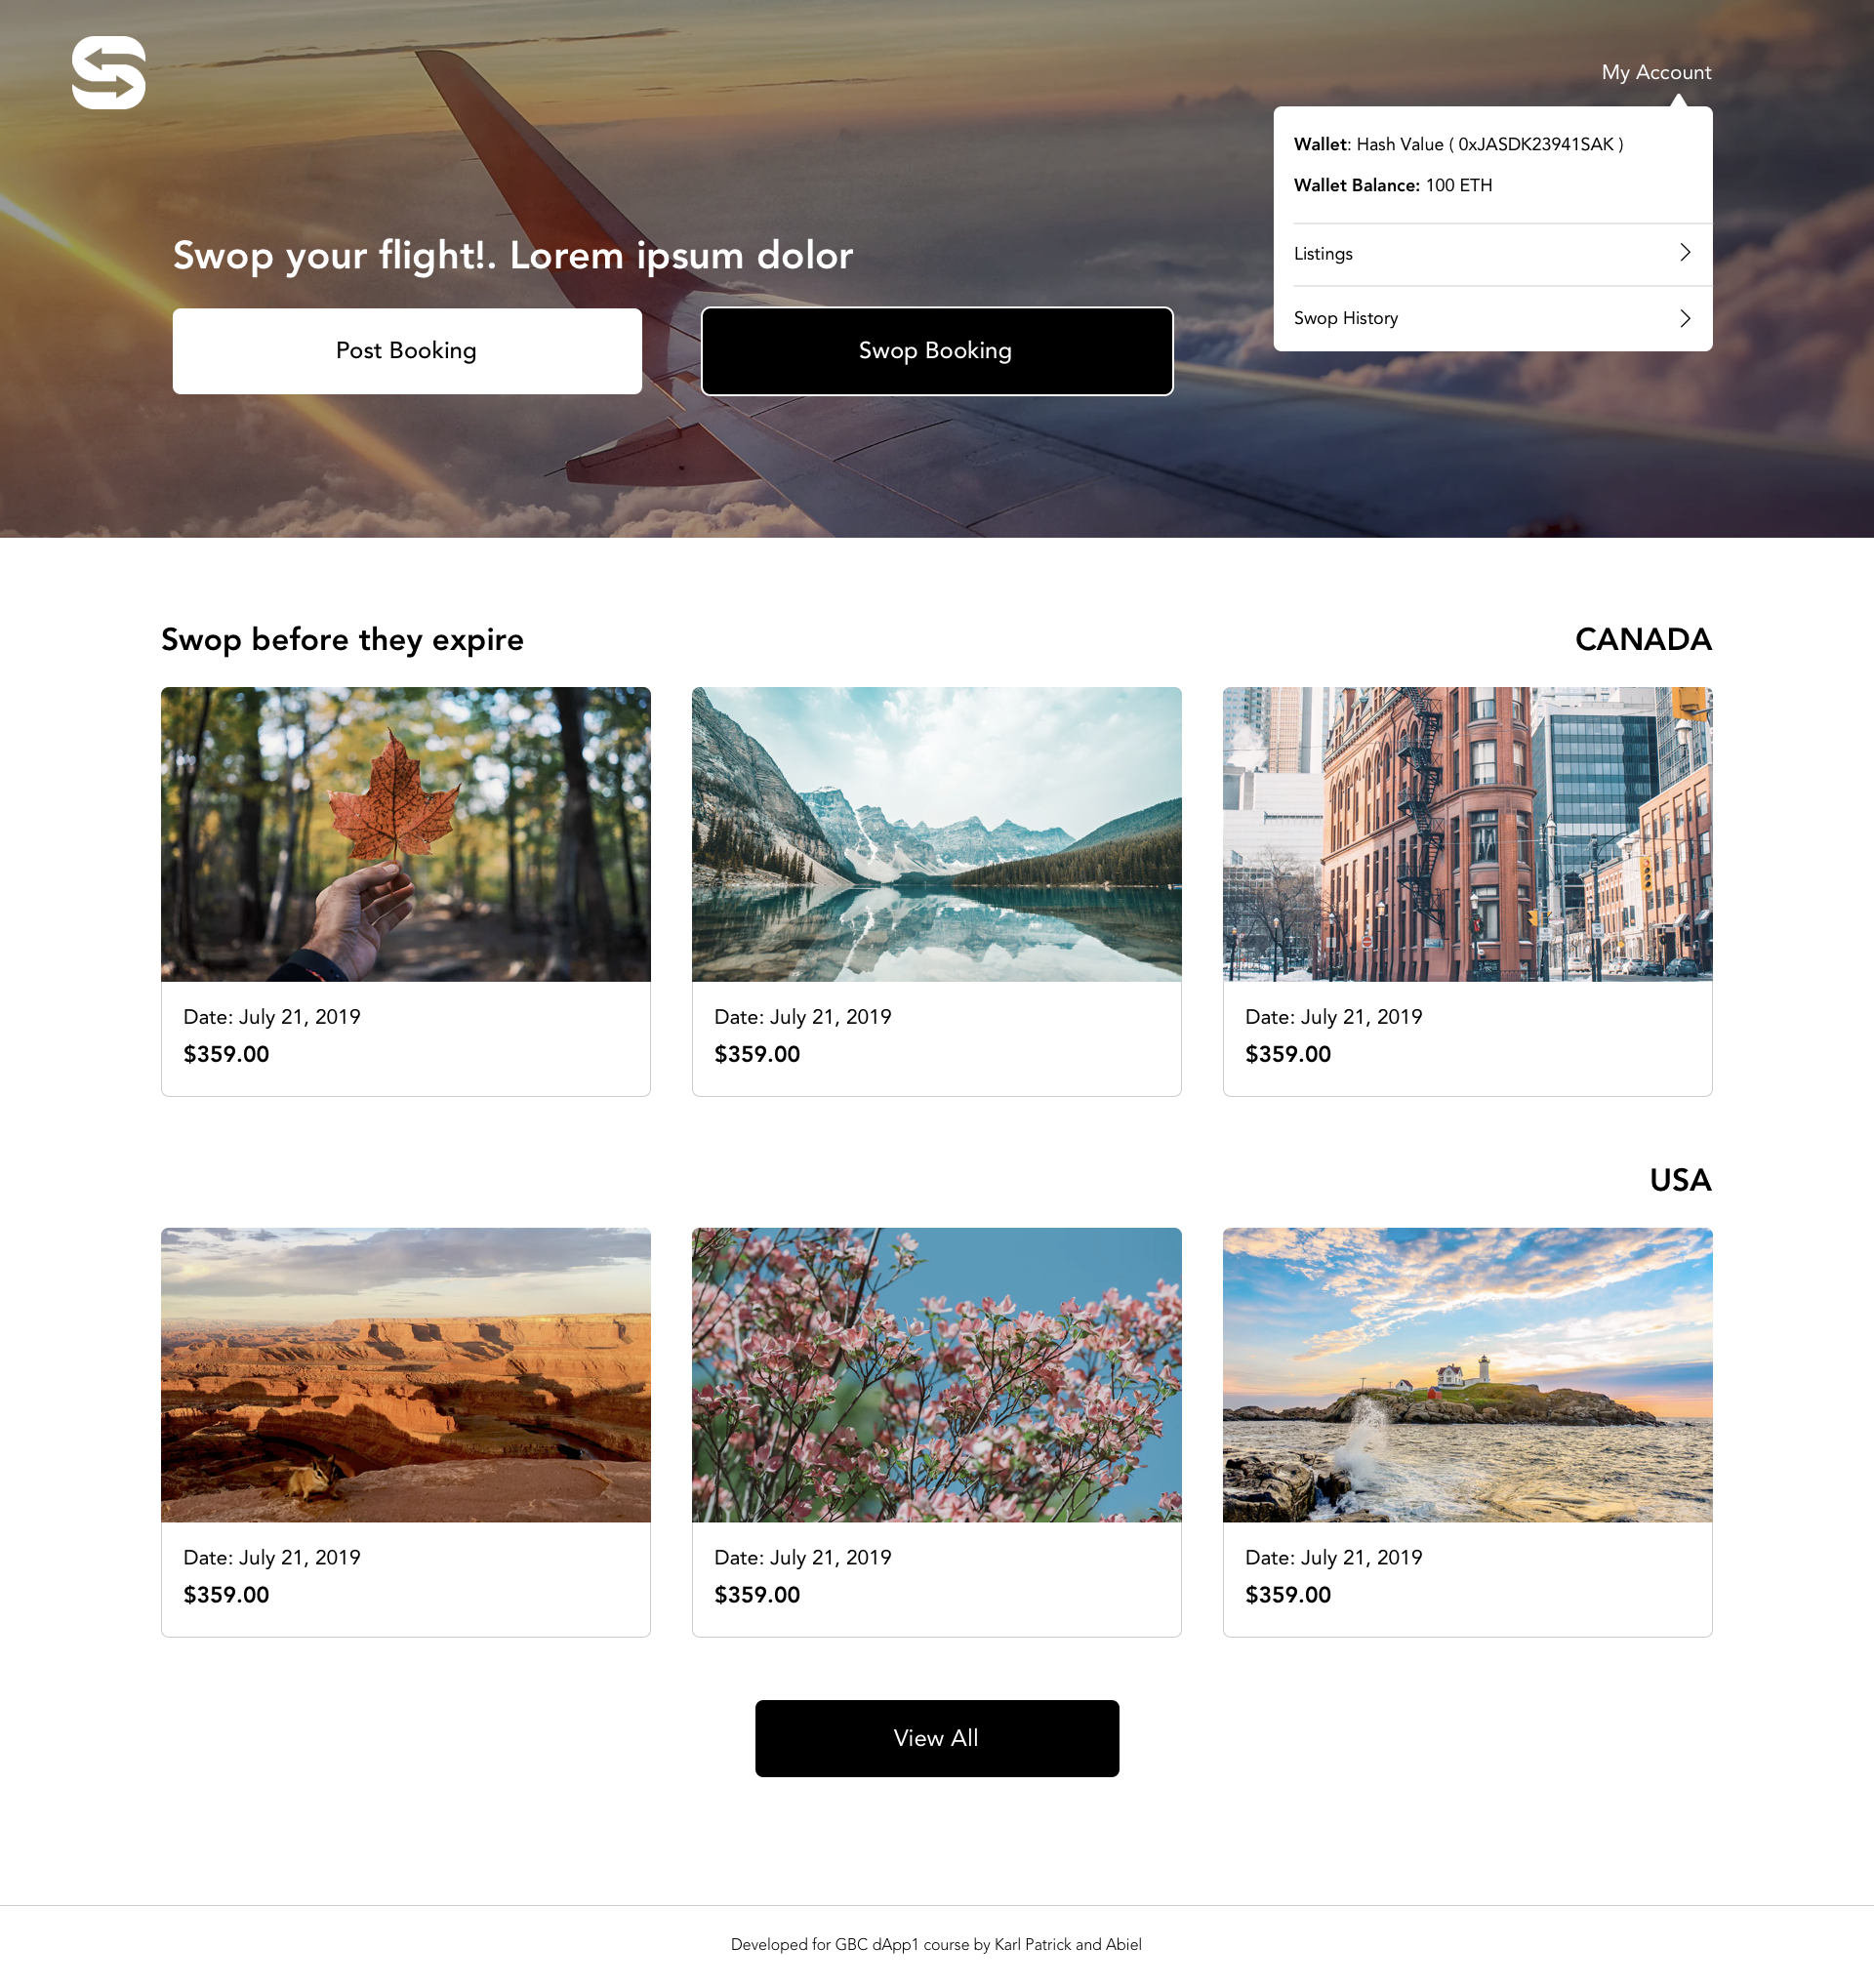 My Account
Wallet: Hash Value ( 0xJASDK23941SAK )
Wallet Balance: 100 ETH
Listings
Swop History
Swop your flight!. Lorem ipsum dolor
Post Booking
Swop Booking
Swop before they expire
CANADA
Date: July 21, 2019
$359.00
Date: July 21, 2019
$359.00
Date: July 21, 2019
$359.00
USA
Date: July 21, 2019
$359.00
Date: July 21, 2019
$359.00
Date: July 21, 2019
$359.00
View All
Developed for GBC dApp1 course by Karl Patrick and Abiel